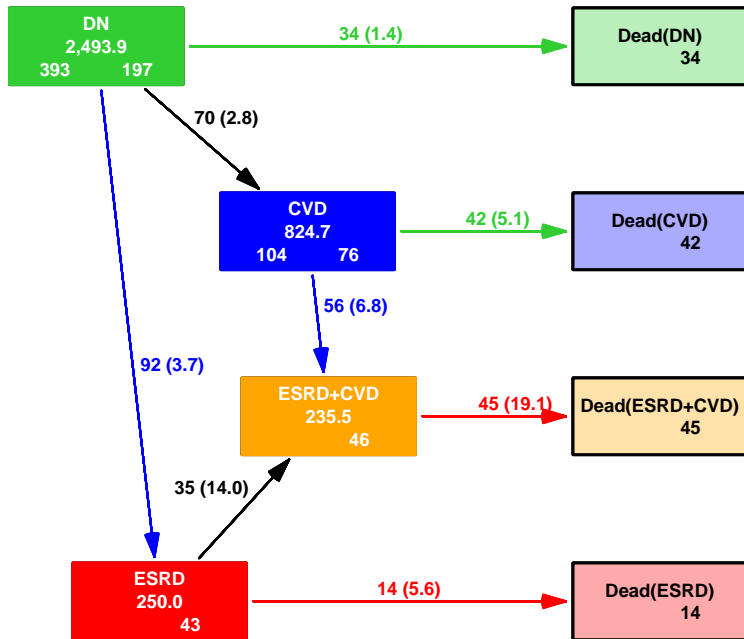 DN
2,493.9
393 197
34 (1.4)
Dead(DN)
34
70 (2.8)
CVD
824.7
104 76
42 (5.1)
Dead(CVD)
42
56 (6.8)
92 (3.7)
ESRD+CVD
235.5
46
45 (19.1)
Dead(ESRD+CVD)
45
35 (14.0)
ESRD
250.0
43
14 (5.6)
Dead(ESRD)
14